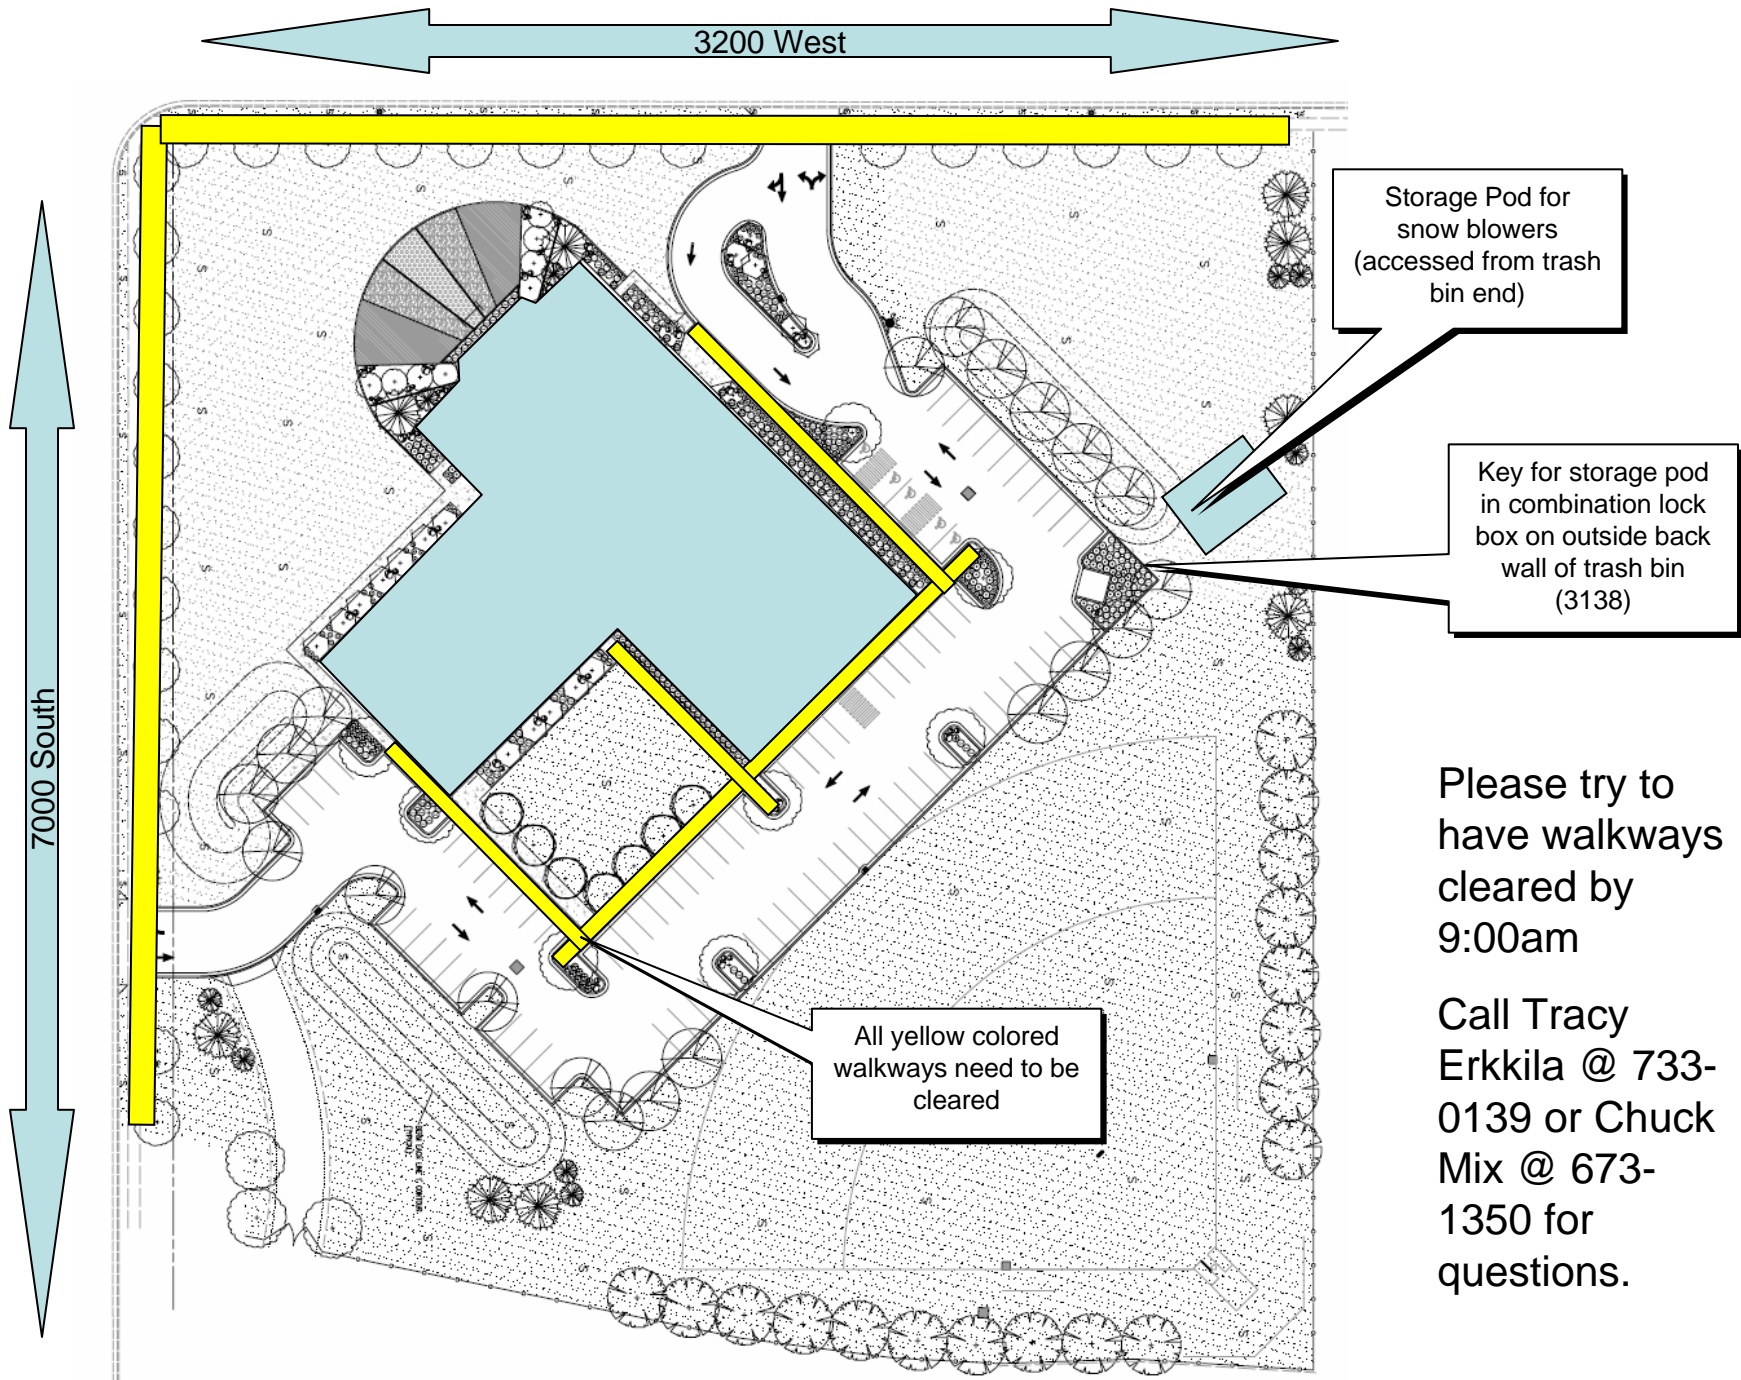 3200 West
Storage Pod for
snow blowers
(accessed from trash
bin end)
Key for storage pod
in combination lock
box on outside back
wall of trash bin
(3138)
7000 South
Please try to
have walkways
cleared by
9:00am
Call Tracy
Erkkila @ 733-
0139 or Chuck
Mix @ 673-
1350 for
questions.
All yellow colored
walkways need to be
cleared